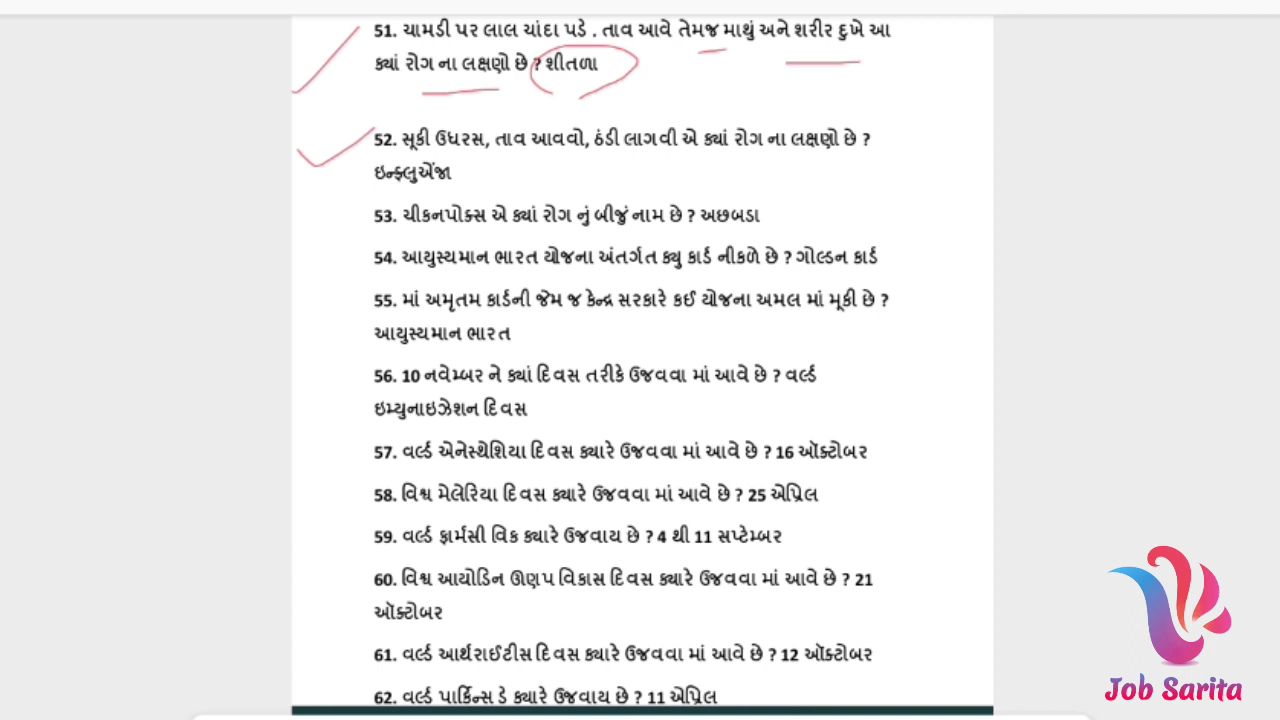 51. ચામડી પર લાલ ચાંદા પડે . તાવ આવે તેમજ માથું અને શરીર દુખે આ
ક્યાં રોગ ના લક્ષણો છે ? શીતળા
52. સૂકી ઉધરસ, તાવ આવવો, ઠંડી લાગવી એ ક્યાં રોગ ના લક્ષણો છે ?
ઇન્ફ્લુએંજા
53. ચીકનપોક્સ એ ક્યાં રોગ નું બીજું નામ છે ? અછબડા
54. આયુસ્યમાન ભારત યોજના અંતર્ગત ક્યુ કાર્ડ નીકળે છે ? ગોલ્ડન કાર્ડ
55. માં અમૃતમ કાર્ડની જેમ જ કેન્દ્ર સરકારે કઈ યોજના અમલ માં મૂકી છે ?
આયુસ્યમાન ભારત
56. 10 નવેમ્બર ને ક્યાં દિવસ તરીકે ઉજવવા માં આવે છે ? વર્લ્ડ
ઇમ્યુનાઇઝેશન દિવસ
57. વર્લ્ડ એનેસ્થેશિયા દિવસ ક્યારે ઉજવવા માં આવે છે ? 16 ઑક્ટોબર
58. વિશ્વ મેલેરિયા દિવસ ક્યારે ઉજવવા માં આવે છે ? 25 એપ્રિલ
59. વર્લ્ડ ફાર્મસી વિક ક્યારે ઉજવાય છે ? 4 થી 11 સપ્ટેમ્બર
60. વિશ્વ આયોડિન ઊણપ વિકાસ દિવસ ક્યારે ઉજવવા માં આવે છે ? 21
ઑક્ટોબર
61. વર્લ્ડ આર્થરાઈટીસ દિવસ ક્યારે ઉજવવા માં આવે છે ? 12 ઑક્ટોબર
62. વર્લ્ડ પાર્કિન્સ ડે ક્યારે ઉજવાય છે ? 11 એપ્રિલ
Job Sarita